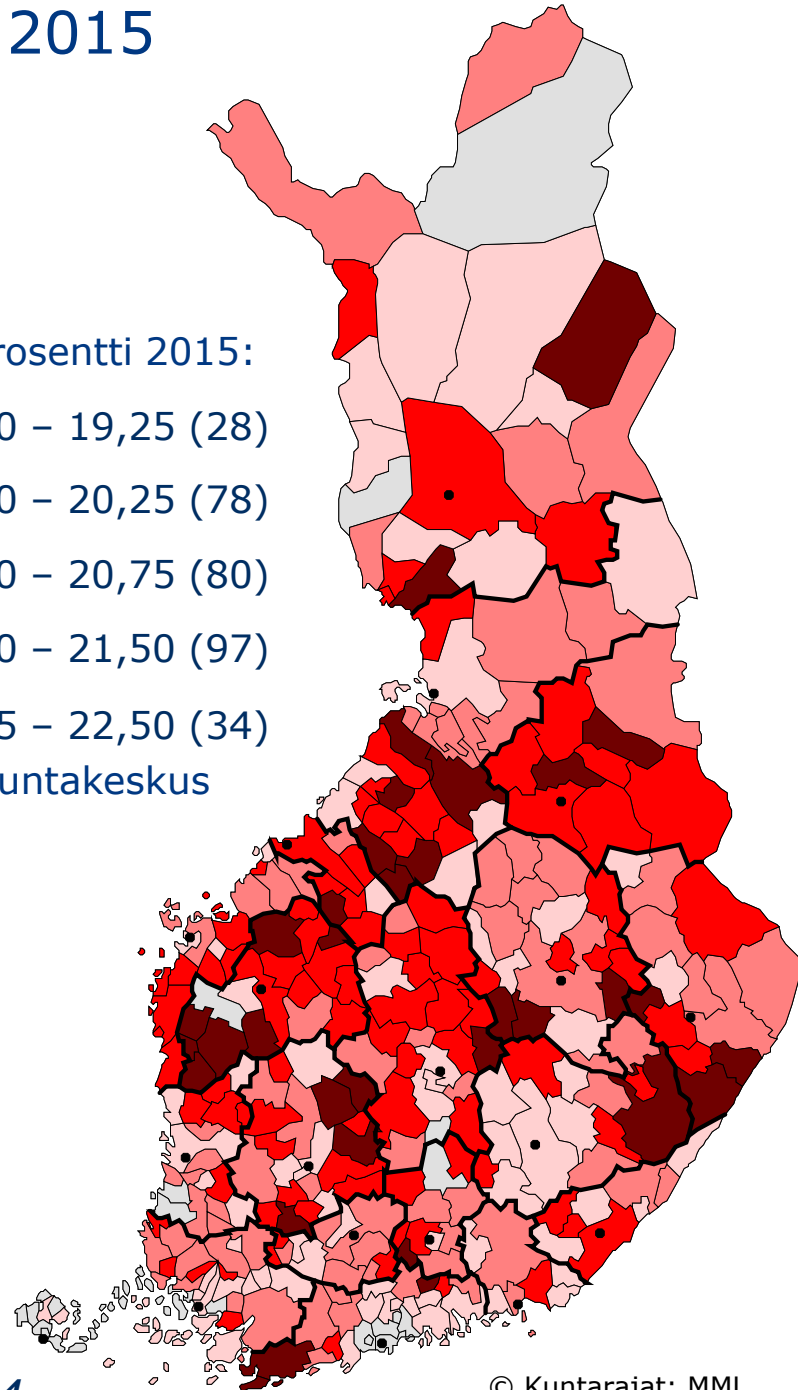 2015
rosentti 2015:
0 – 19,25 (28)
0 – 20,25 (78)
0 – 20,75 (80)
0 – 21,50 (97)
5 – 22,50 (34)
untakeskus
4
© Kuntarajat: MML